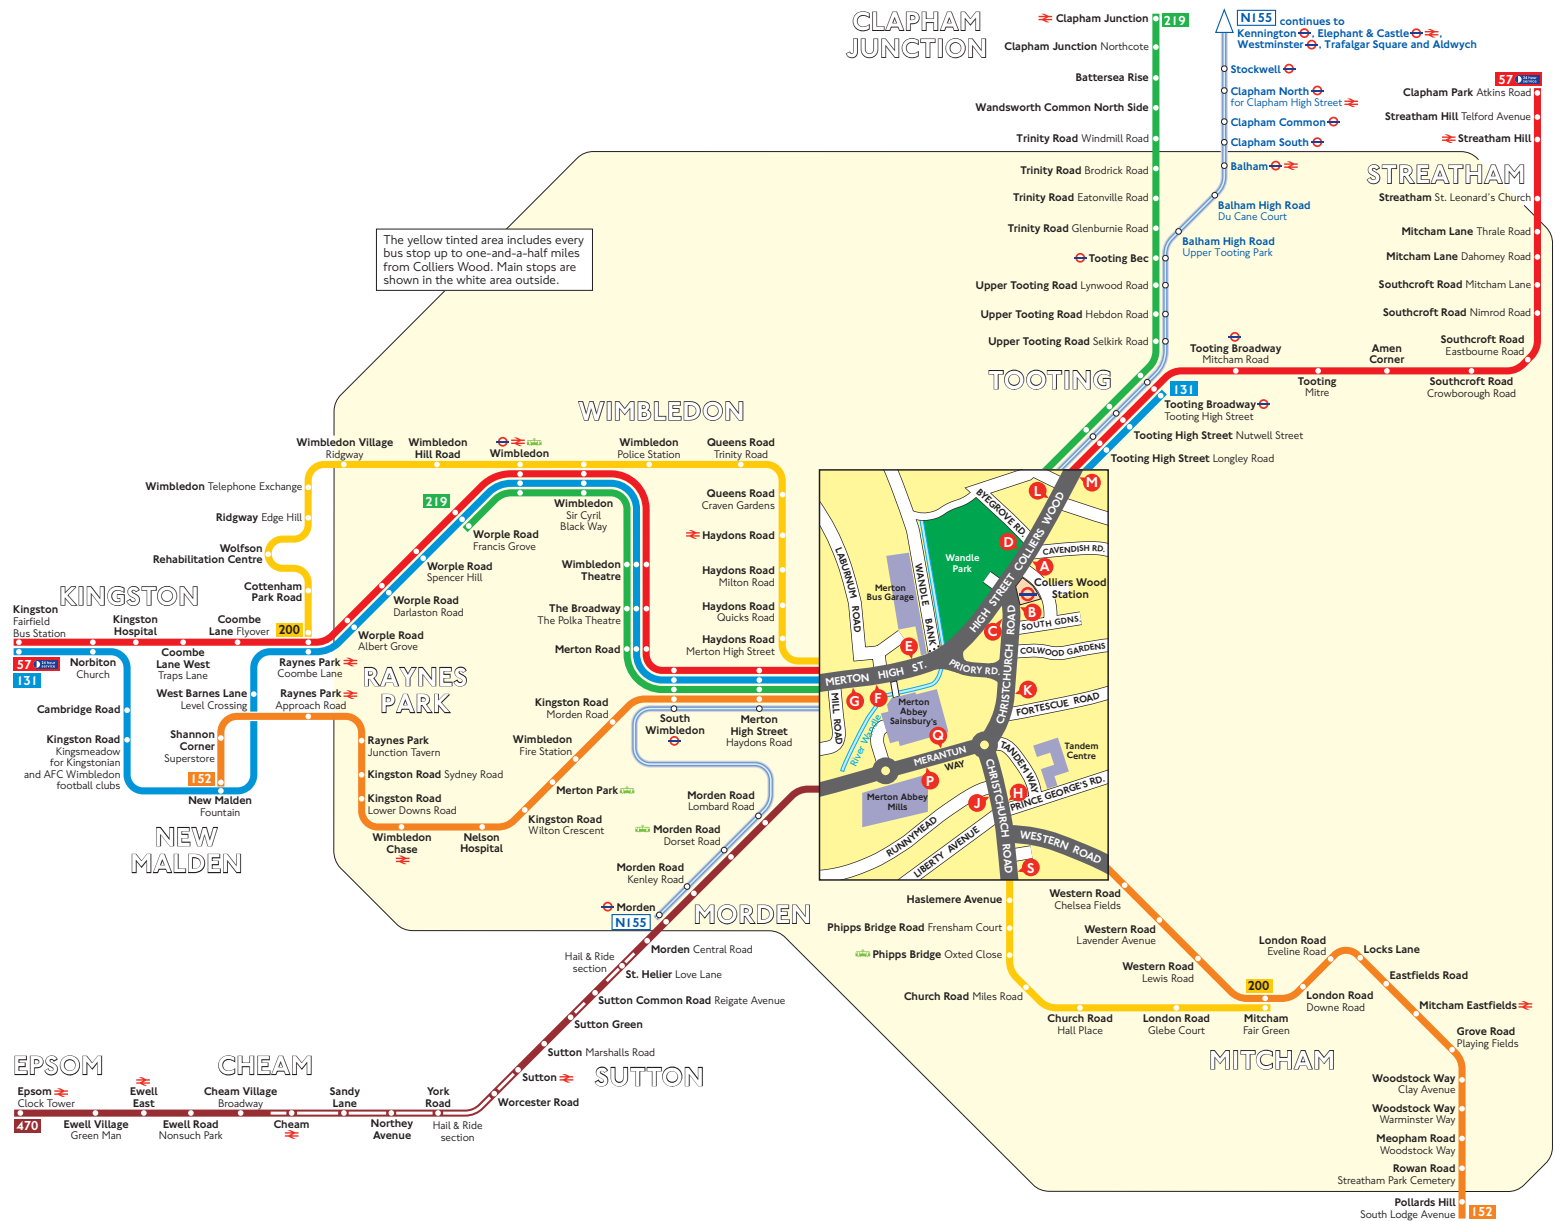 CLAPHAM
JUNCTION
Clapham Junction
219
Clapham Junction Northcote
Battersea Rise
Wandsworth Common North Side
Trinity Road Windmill Road
Trinity Road Brodrick Road
Trinity Road Eatonville Road
Trinity Road Glenburnie Road
Tooting Bec
Upper Tooting Road Lynwood Road
Upper Tooting Road Hebdon Road
Upper Tooting Road Selkirk Road
N155 continues to
Kennington, Elephant & Castle,
Westminster, Trafalgar Square and Aldwych
Stockwell
Clapham North
for Clapham High Street
Clapham Common
Clapham South
Balham
Balham High Road
Du Cane Court
Balham High Road
Upper Tooting Park
57 24 hour service
Clapham Park Atkins Road
Streatham Hill Telford Avenue
Streatham Hill
STREATHAM
Streatham St. Leonard's Church
Mitcham Lane Thrale Road
Mitcham Lane Dahomey Road
Southcroft Road Mitcham Lane
Southcroft Road Nimrod Road
Southcroft Road
Eastbourne Road
Tooting Broadway
Mitcham Road
Amen
Corner
Tooting
Mitre
Southcroft Road
Crowborough Road
TOOTING
131
Tooting Broadway
Tooting High Street
Tooting High Street Nutwell Street
Tooting High Street Longley Road
The yellow tinted area includes every
bus stop up to one-and-a-half miles
from Colliers Wood. Main stops are
shown in the white area outside.
WIMBLEDON
Wimbledon Village
Ridgway
Wimbledon
Hill Road
Wimbledon
Wimbledon
Police Station
Queens Road
Trinity Road
Wimbledon Telephone Exchange
Ridgway Edge Hill
Wolfson
Rehabilitation Centre
Cottenham
Park Road
200
219
Worple Road
Francis Grove
Worple Road
Spencer Hill
Worple Road
Darlaston Road
Worple Road
Albert Grove
Wimbledon
Sir Cyril
Black Way
Wimbledon
Theatre
The Broadway
The Polka Theatre
Merton Road
Queens Road
Craven Gardens
Haydons Road
Haydons Road
Milton Road
Haydons Road
Quicks Road
Haydons Road
Merton High Street
KINGSTON
Kingston
Fairfield
Bus Station
57 24 hour service
131
Norbiton
Church
Kingston
Hospital
Coombe
Lane West
Traps Lane
Coombe
Lane Flyover
Raynes Park
Coombe Lane
Raynes Park
Approach Road
RAYNES
PARK
West Barnes Lane
Level Crossing
Cambridge Road
Kingston Road
Kingsmeadow
for Kingstonian
and AFC Wimbledon
football clubs
Shannon
Corner
Superstore
152
New Malden
Fountain
NEW
MALDEN
Raynes Park
Junction Tavern
Kingston Road Sydney Road
Kingston Road
Lower Downs Road
Wimbledon
Chase
Nelson
Hospital
Kingston Road
Wilton Crescent
Merton Park
Wimbledon
Fire Station
Kingston Road
Morden Road
South
Wimbledon
Merton
High Street
Haydons Road
Morden Road
Lombard Road
Morden Road
Dorset Road
Morden Road
Kenley Road
Morden
N155
MORDEN
Morden Central Road
Hail & Ride
section
St. Helier Love Lane
Sutton Common Road Reigate Avenue
Sutton Green
Sutton Marshalls Road
Sutton
SUTTON
Worcester Road
EPSOM
Epsom
Clock Tower
470
Ewell Village
Green Man
Ewell
East
Ewell Road
Nonsuch Park
CHEAM
Cheam Village
Broadway
Cheam
Sandy
Lane
Northey
Avenue
York
Road
Hail & Ride
section
BYEGROVE RD.
L
M
HIGH STREET COLLIERS WOOD
D
CAVENDISH RD.
A
Wandle
Park
LABURNUM ROAD
Merton
Bus Garage
WANDLE BANK
Colliers Wood
Station
B
SOUTH GDNS.
C
COLWOOD GARDENS
E
MERTON HIGH ST.
PRIORY RD.
CHRISTCHURCH ROAD
K
FORTESCUE ROAD
G
F
MILL ROAD
River Wandle
Merton
Abbey
Sainsbury's
Q
MERANTUN
WAY
P
Merton Abbey
Mills
TANDEM WAY
Tandem
Centre
H
J
PRINCE GEORGE'S RD.
CHRISTCHURCH ROAD
RUNNYMEAD
LIBERTY AVENUE
WESTERN ROAD
S
Haslemere Avenue
Phipps Bridge Road Frensham Court
Phipps Bridge Oxted Close
Church Road Miles Road
Church Road
Hall Place
London Road
Glebe Court
200
Mitcham
Fair Green
MITCHAM
Western Road
Chelsea Fields
Western Road
Lavender Avenue
Western Road
Lewis Road
London Road
Eveline Road
London Road
Downe Road
Locks Lane
Eastfields Road
Mitcham Eastfields
Grove Road
Playing Fields
Woodstock Way
Clay Avenue
Woodstock Way
Warminster Way
Meopham Road
Woodstock Way
Rowan Road
Streatham Park Cemetery
Pollards Hill
South Lodge Avenue
152